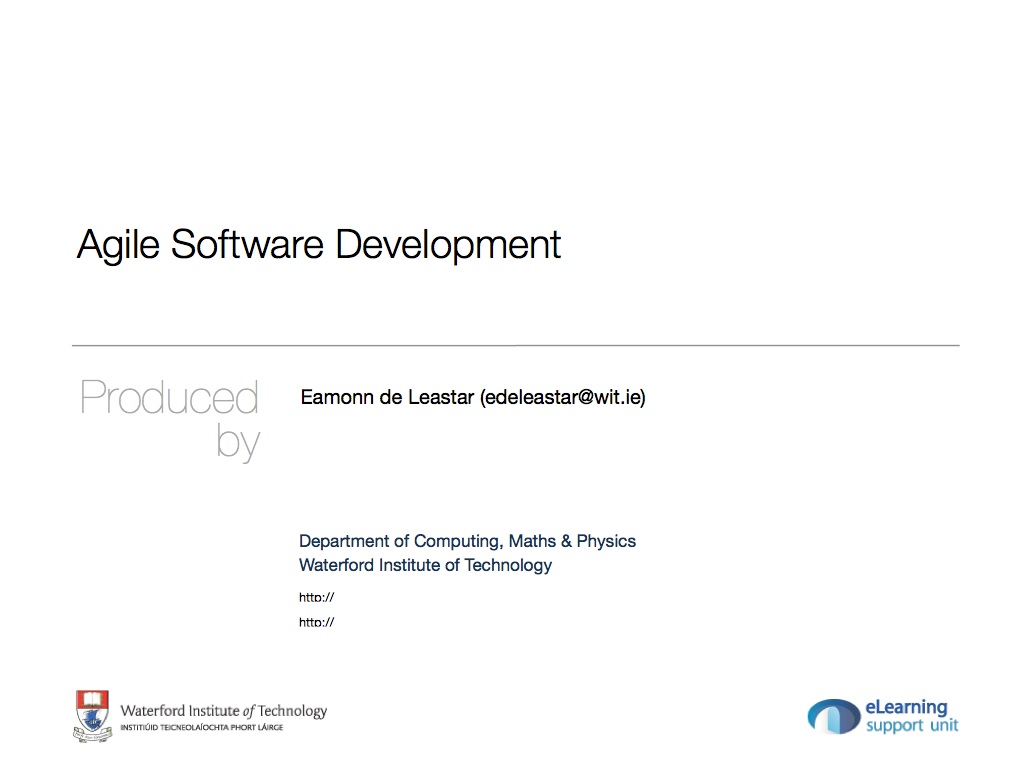 Agile Software Development
Produced
by
Eamonn de Leastar (edeleastar@wit.ie)
Department of Computing, Maths & Physics
Waterford Institute of Technology
http://
http://
Waterford Institute of Technology
INSTITIÚID TEICNEOLAÍOCHTA PHORT LÁIRGE
eLearning
support unit